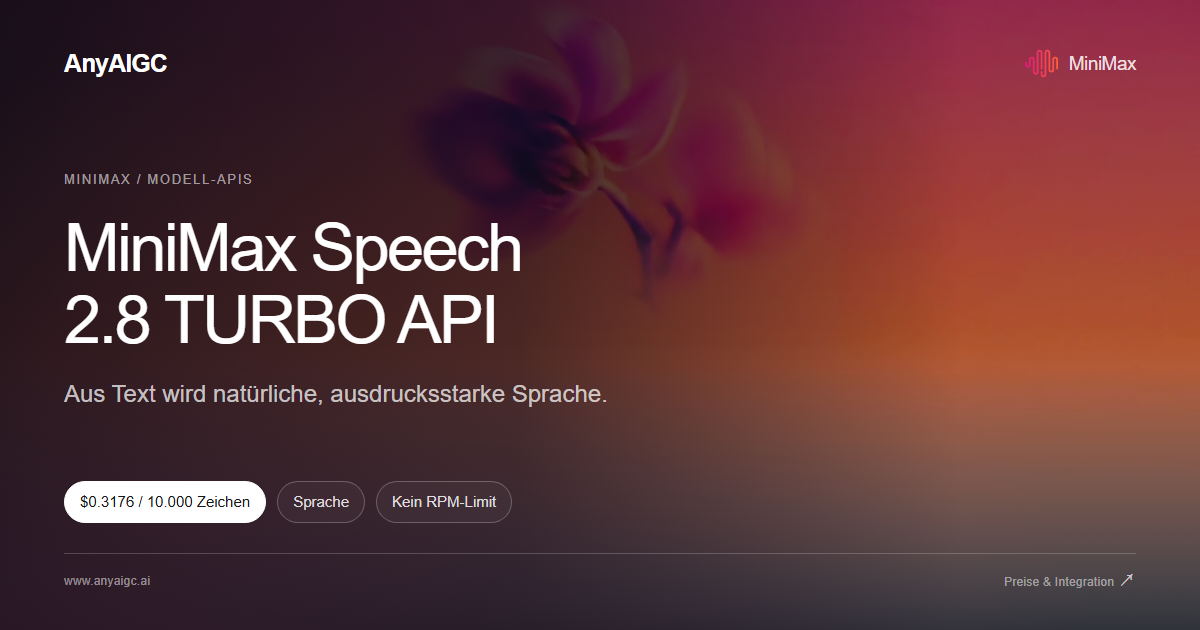 AnyAIGC
MiniMax
MINIMAX / MODELL-APIS
MiniMax Speech
2.8 TURBO API
Aus Text wird natürliche, ausdrucksstarke Sprache.
$0.3176 / 10.000 Zeichen
Sprache
Kein RPM-Limit
www.anyaigc.ai
Preise & Integration